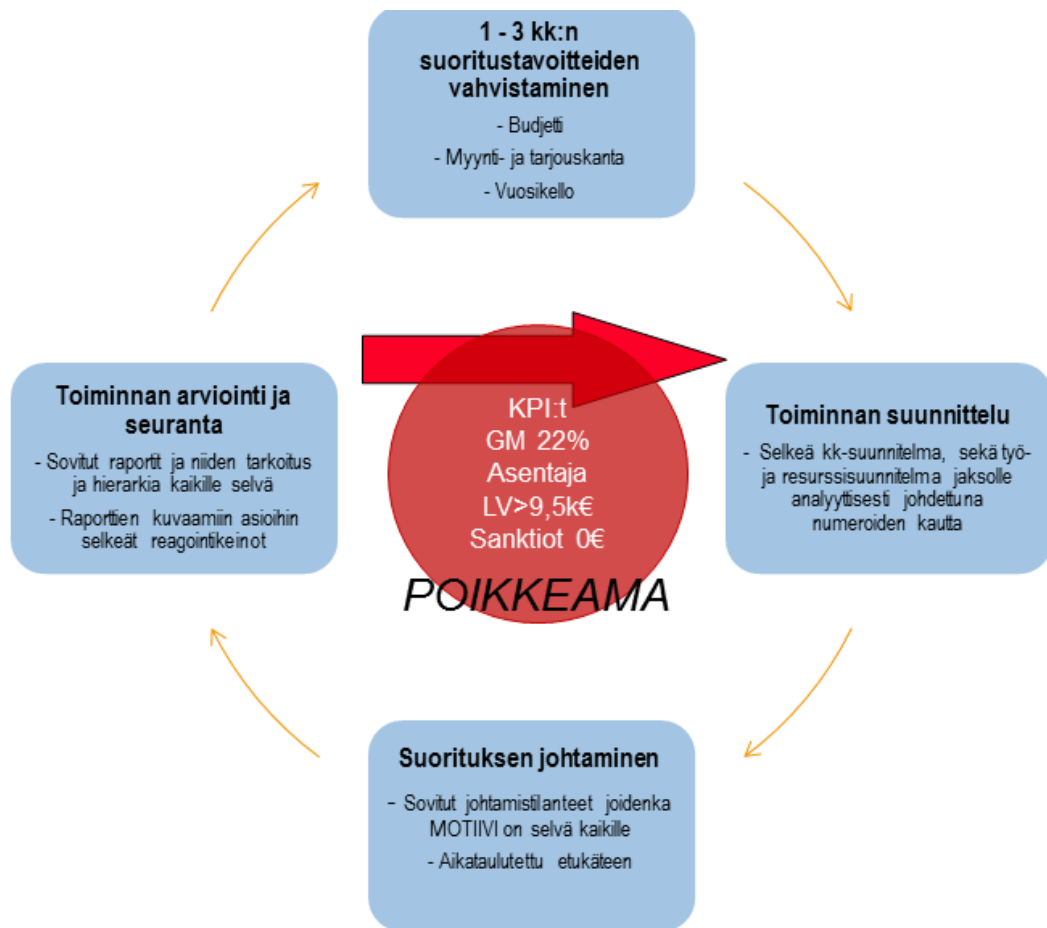 1 - 3 kk:n
suoritustavoitteiden
vahvistaminen
- Budjetti
- Myynti- ja tarjouskanta
- Vuosikello
Toiminnan arviointi ja
seuranta
- Sovitut raportit ja niiden tarkoitus
ja hierarkia kaikille selvä
- Raporttien kuvaamiin asioihin
selkeät reagointikeinot
KPI:t
GM 22%
Asentaja
LV>9,5k€
Sanktiot 0€
POIKKEAMA
Toiminnan suunnittelu
- Selkeä kk-suunnitelma, sekä työ-
ja resurssisuunnitelma jaksolle
analyyttisesti johdettuna
numeroiden kautta
Suorituksen johtaminen
- Sovitut johtamistilanteet joidenka
MOTIIVI on selvä kaikille
- Aikataulutettu etukäteen